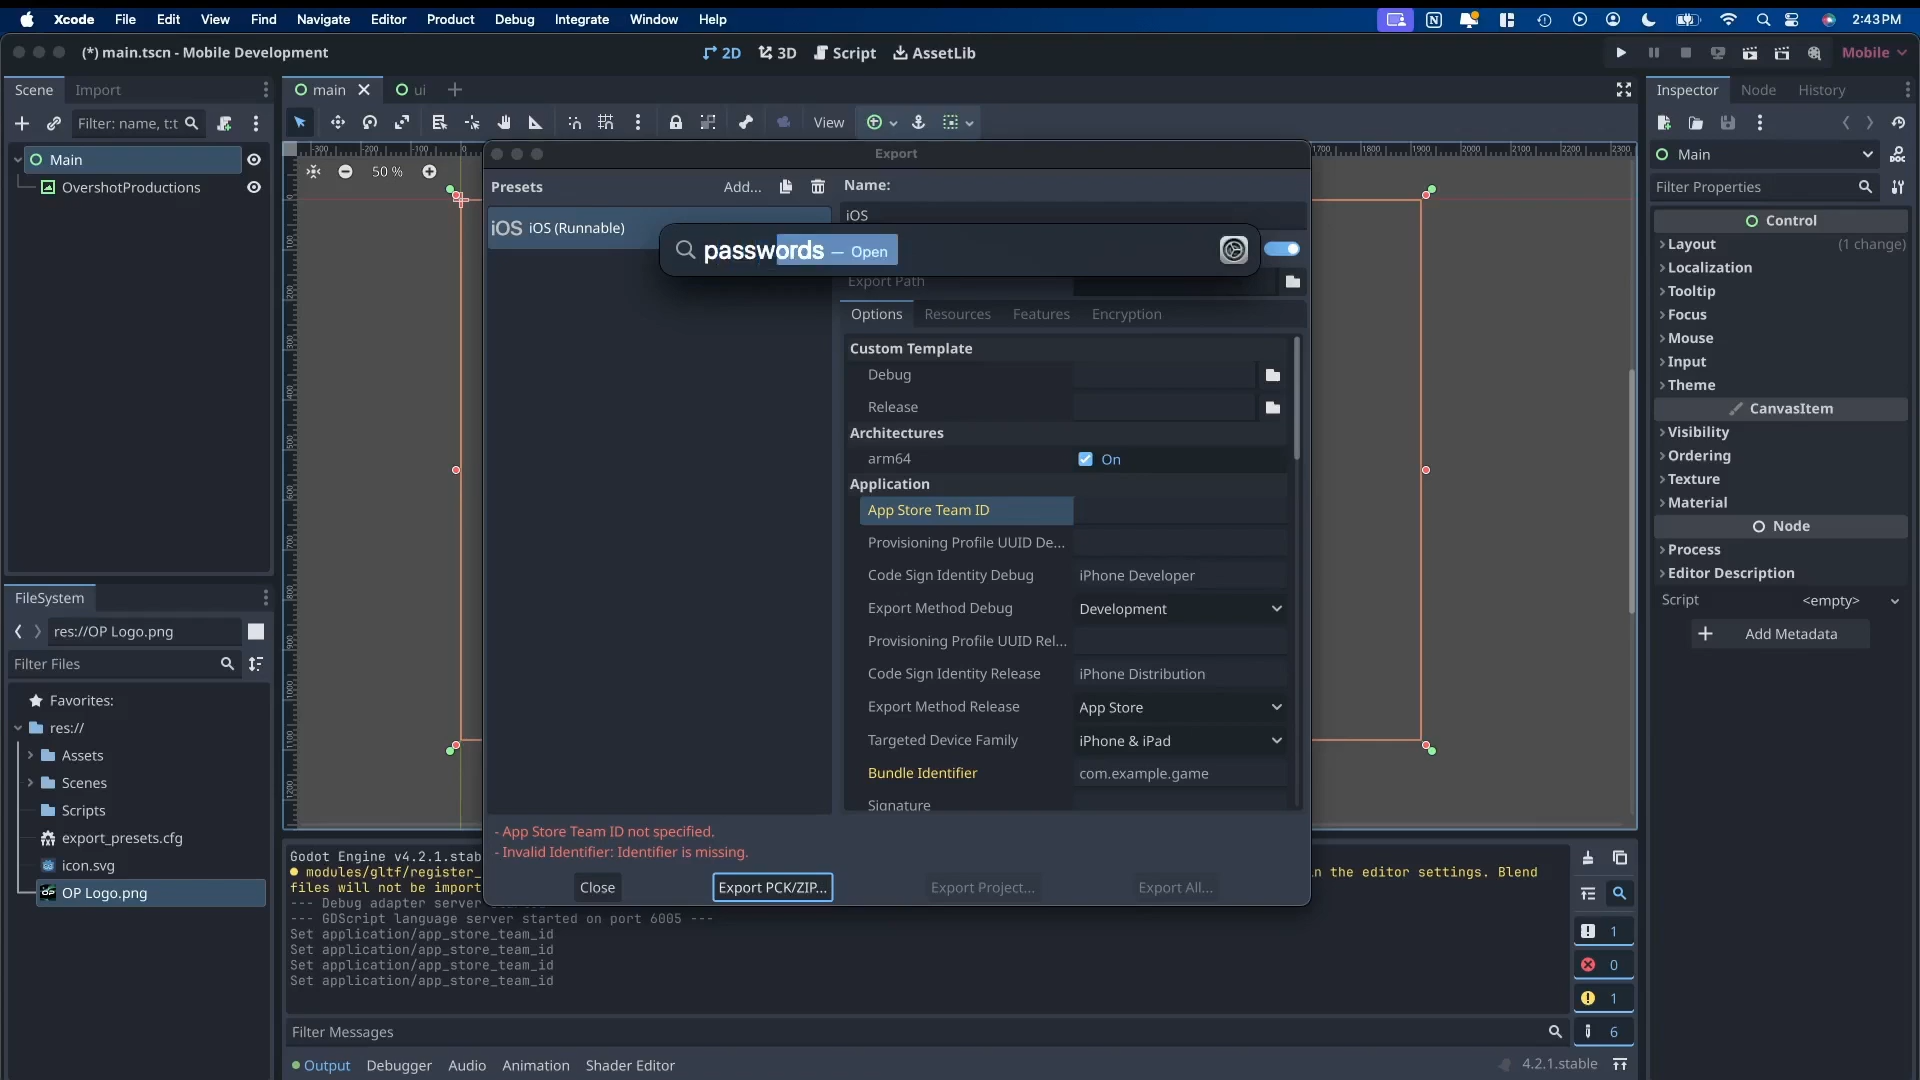 Xcode File Edit View Find Navigate Editor Product Debug Integrate Window Help 2:43 PM
(*) main.tscn - Mobile Development 2D 3D Script AssetLib Mobile
Scene Import
main ui
Inspector Node History
Filter: name, t:t
View
Main
OvershotProductions
50 %
Export
Presets Add...
iOS iOS (Runnable)
Name:
iOS
passwords — Open
Export Path
Options Resources Features Encryption
Custom Template
Debug
Release
Architectures
arm64 On
Application
App Store Team ID
Provisioning Profile UUID De...
Code Sign Identity Debug iPhone Developer
Export Method Debug Development
Provisioning Profile UUID Rel...
Code Sign Identity Release iPhone Distribution
Export Method Release App Store
Targeted Device Family iPhone & iPad
Bundle Identifier com.example.game
Signature
- App Store Team ID not specified.
- Invalid Identifier: Identifier is missing.
Close Export PCK/ZIP... Export Project... Export All...
Main
Filter Properties
Control
Layout (1 change)
Localization
Tooltip
Focus
Mouse
Input
Theme
CanvasItem
Visibility
Ordering
Texture
Material
Node
Process
Editor Description
Script <empty>
Add Metadata
FileSystem
res://OP Logo.png
Filter Files
Favorites:
res://
Assets
Scenes
Scripts
export_presets.cfg
icon.svg
OP Logo.png
Godot Engine v4.2.1.stab
modules/gltf/register_ n the editor settings. Blend
files will not be import
--- Debug adapter server
--- GDScript language server started on port 6005 ---
Set application/app_store_team_id
Set application/app_store_team_id
Set application/app_store_team_id
Set application/app_store_team_id
1
0
1
6
Filter Messages
Output Debugger Audio Animation Shader Editor 4.2.1.stable